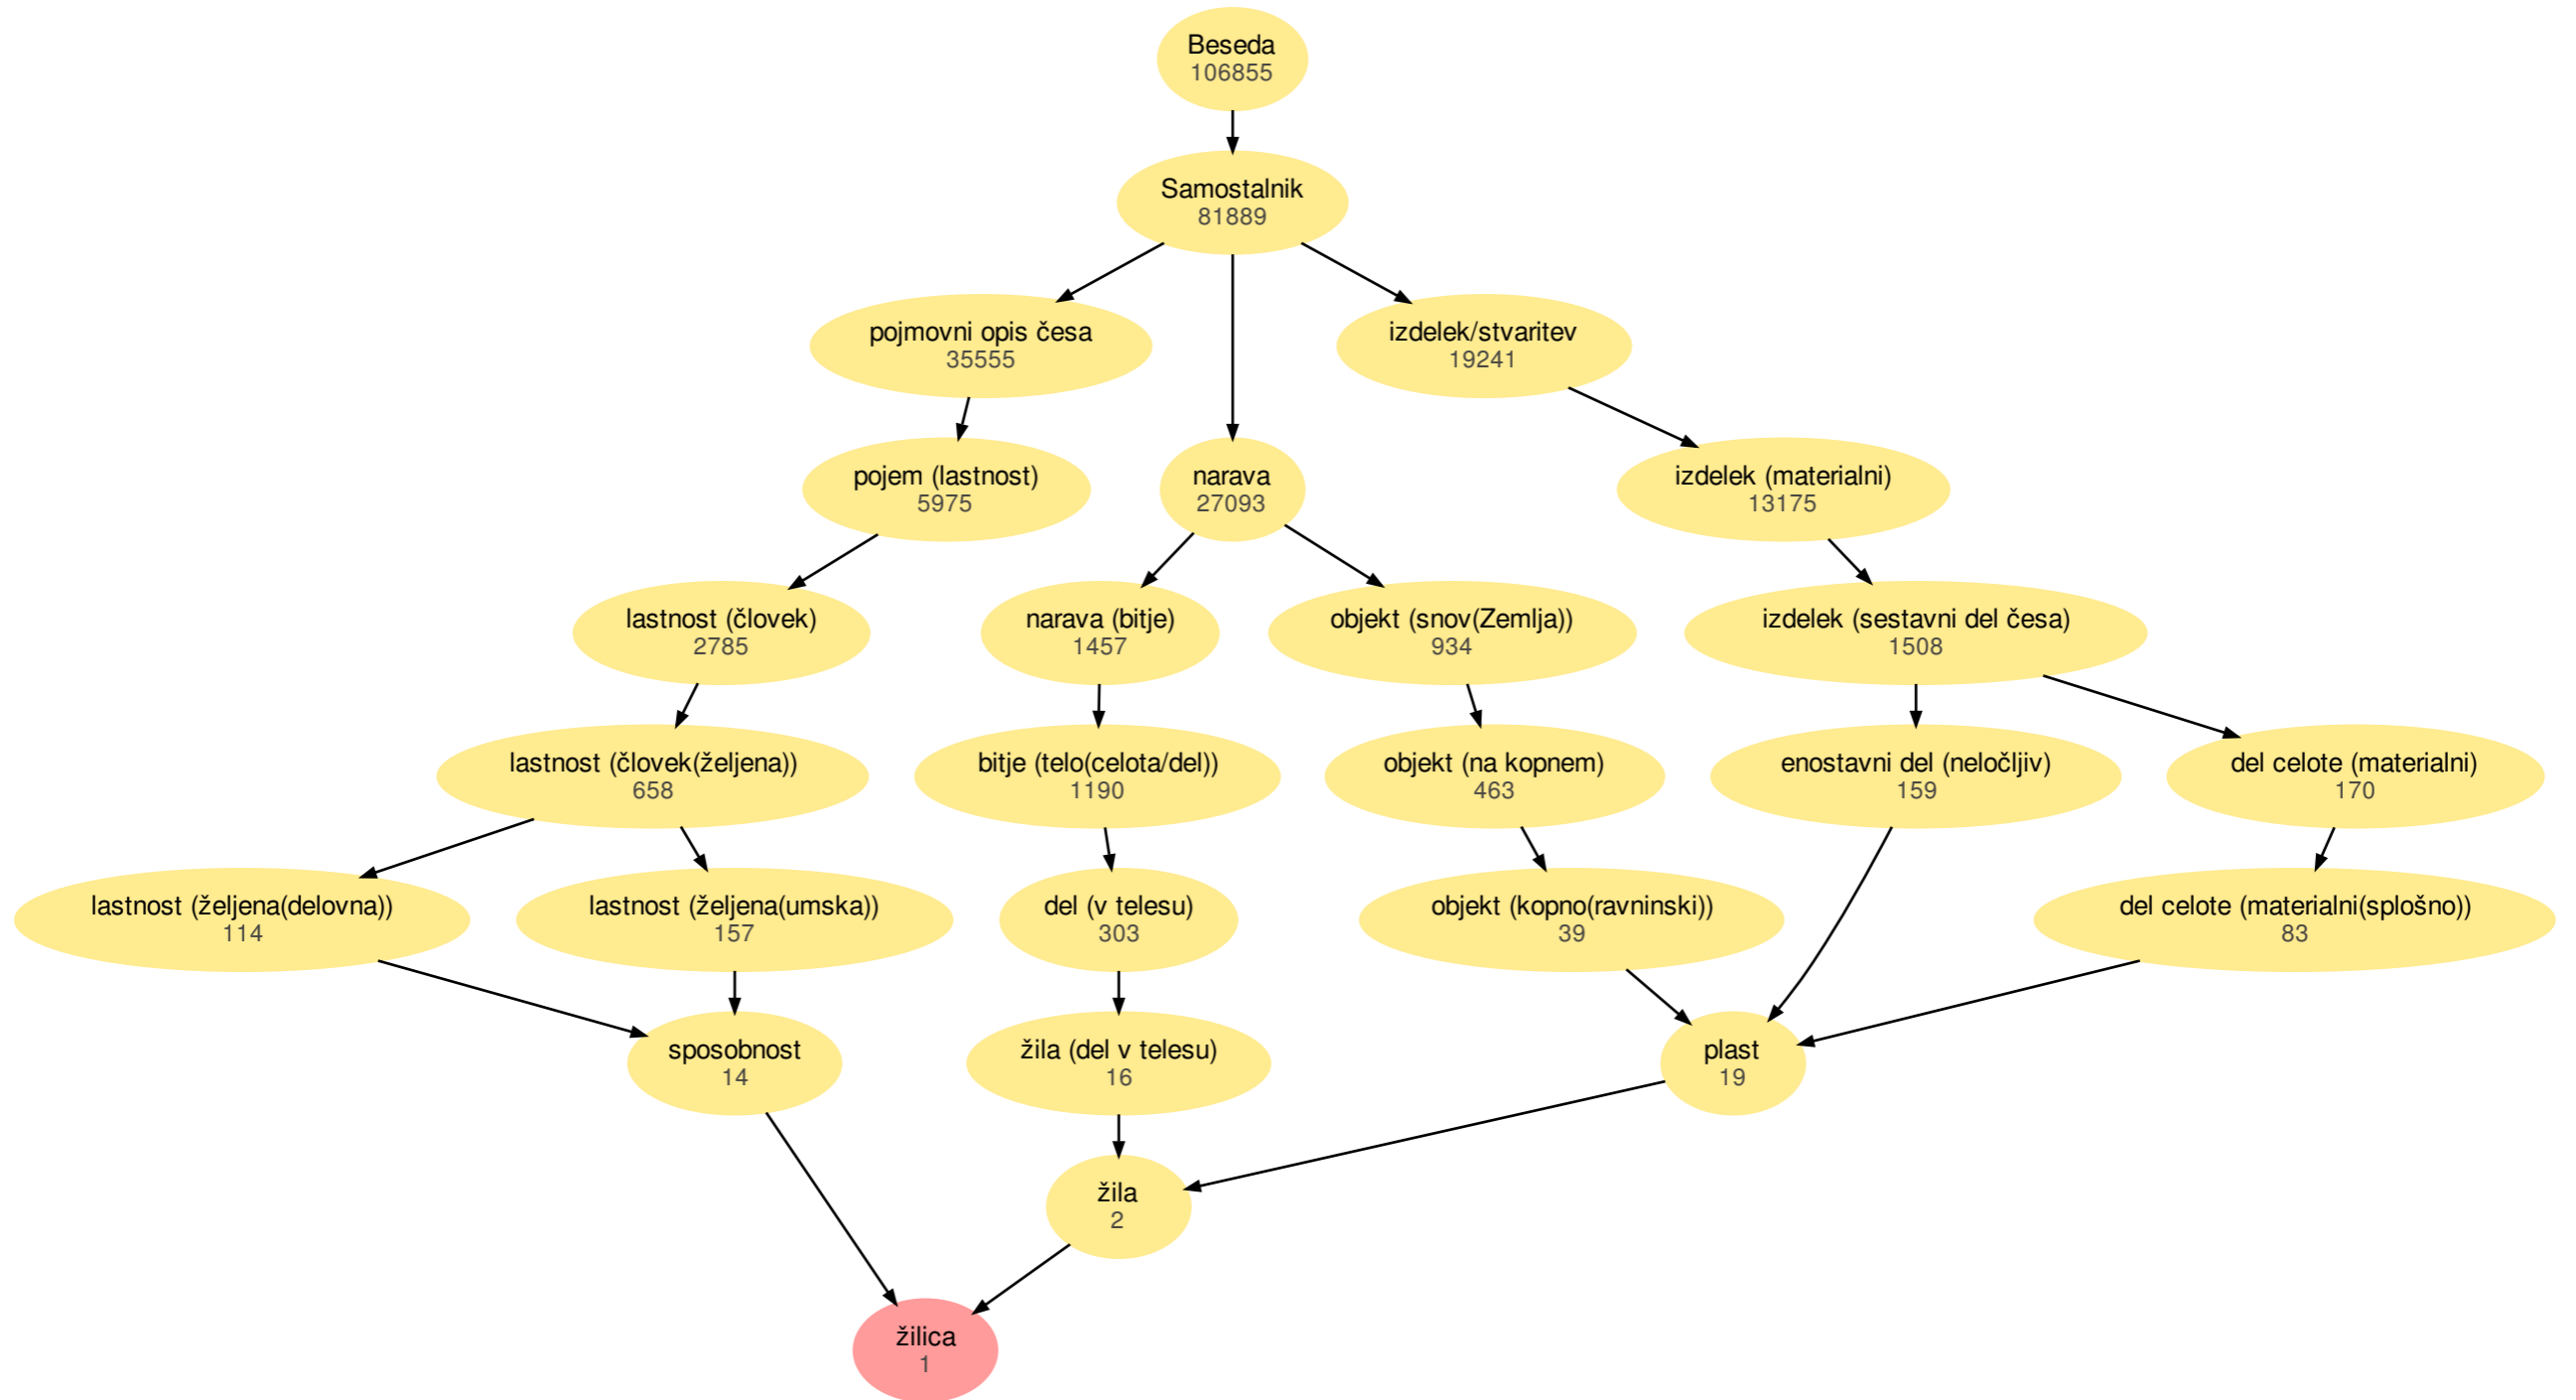 Beseda
106855
Samostalnik
81889
pojmovni opis česa
35555
izdelek/stvaritev
19241
pojem (lastnost)
5975
narava
27093
izdelek (materialni)
13175
lastnost (človek)
2785
narava (bitje)
1457
objekt (snov(Zemlja))
934
izdelek (sestavni del česa)
1508
lastnost (človek(željena))
658
bitje (telo(celota/del))
1190
objekt (na kopnem)
463
enostavni del (neločljiv)
159
del celote (materialni)
170
lastnost (željena(delovna))
114
lastnost (željena(umska))
157
del (v telesu)
303
objekt (kopno(ravninski))
39
del celote (materialni(splošno))
83
sposobnost
14
žila (del v telesu)
16
plast
19
žila
2
žilica
1